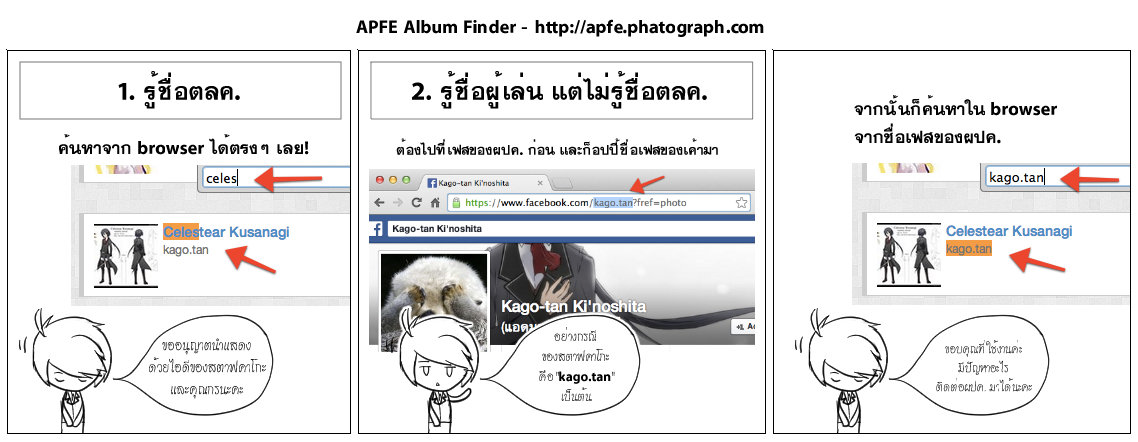 APFE Album Finder - http://apfe.phatograph.com
1. รู้ชื่อตลค.
ค้นหาจาก browser ได้ตรงๆ เลย!
celes
Celestear Kusanagi
kago.tan
ขออนุญาตนำแสดง
ด้วยไอดีของสตาฟคาโกะ
และคุณกรนะคะ
2. รู้ชื่อผู้เล่น แต่ไม่รู้ชื่อตลค.
ต้องไปที่เฟสของผปค. ก่อน และก็อปปี้ชื่อเฟสของเค้ามา
Kago-tan Ki'noshita
https://www.facebook.com/kago.tan?fref=photo
Kago-tan Ki'noshita
Kago-tan Ki'noshita
(แอดม
Ad
อย่างกรณี
ของสตาฟคาโกะ
คือ "kago.tan"
เป็นต้น
จากนั้นก็ค้นหาใน browser
จากชื่อเฟสของผปค.
kago.tan
Celestear Kusanagi
kago.tan
ขอบคุณที่ใช้งานค่ะ
มีปัญหาอะไร
ติดต่อผปค. มาได้นะคะ